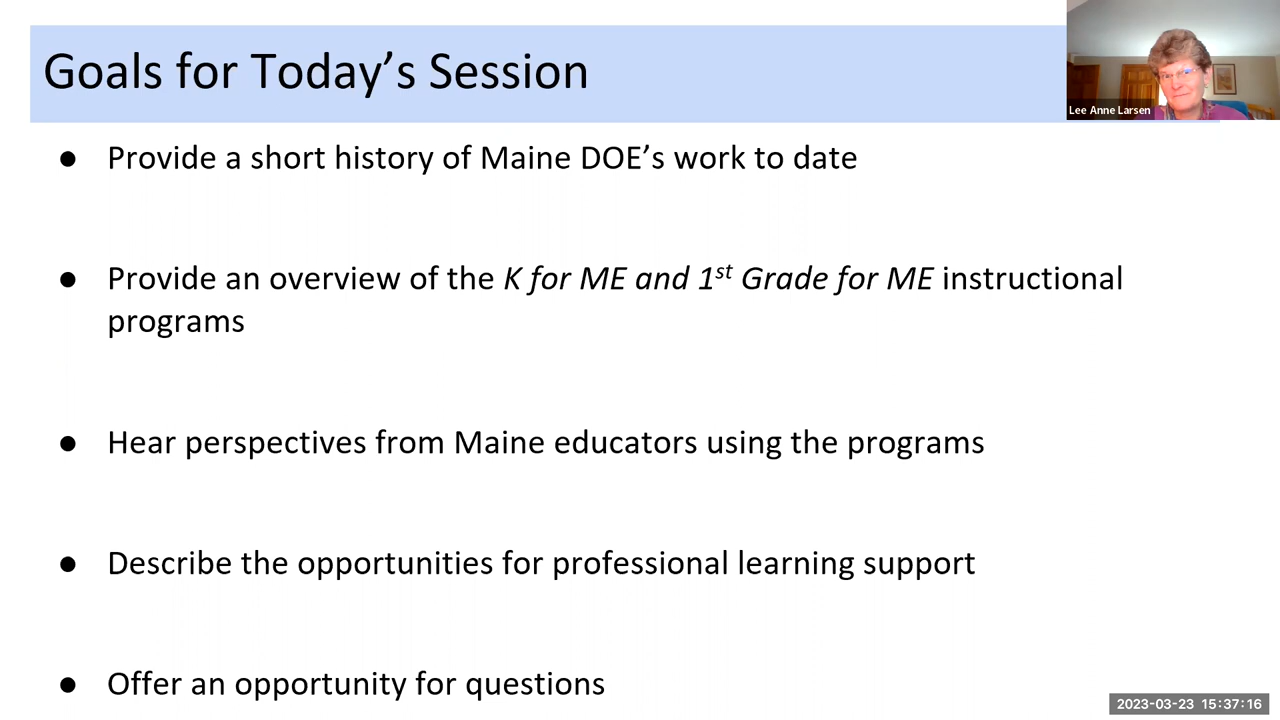 Goals for Today’s Session
Lee Anne Larsen
● Provide a short history of Maine DOE’s work to date
● Provide an overview of the K for ME and 1st Grade for ME instructional
programs
● Hear perspectives from Maine educators using the programs
● Describe the opportunities for professional learning support
● Offer an opportunity for questions
2023-03-23 15:37:16